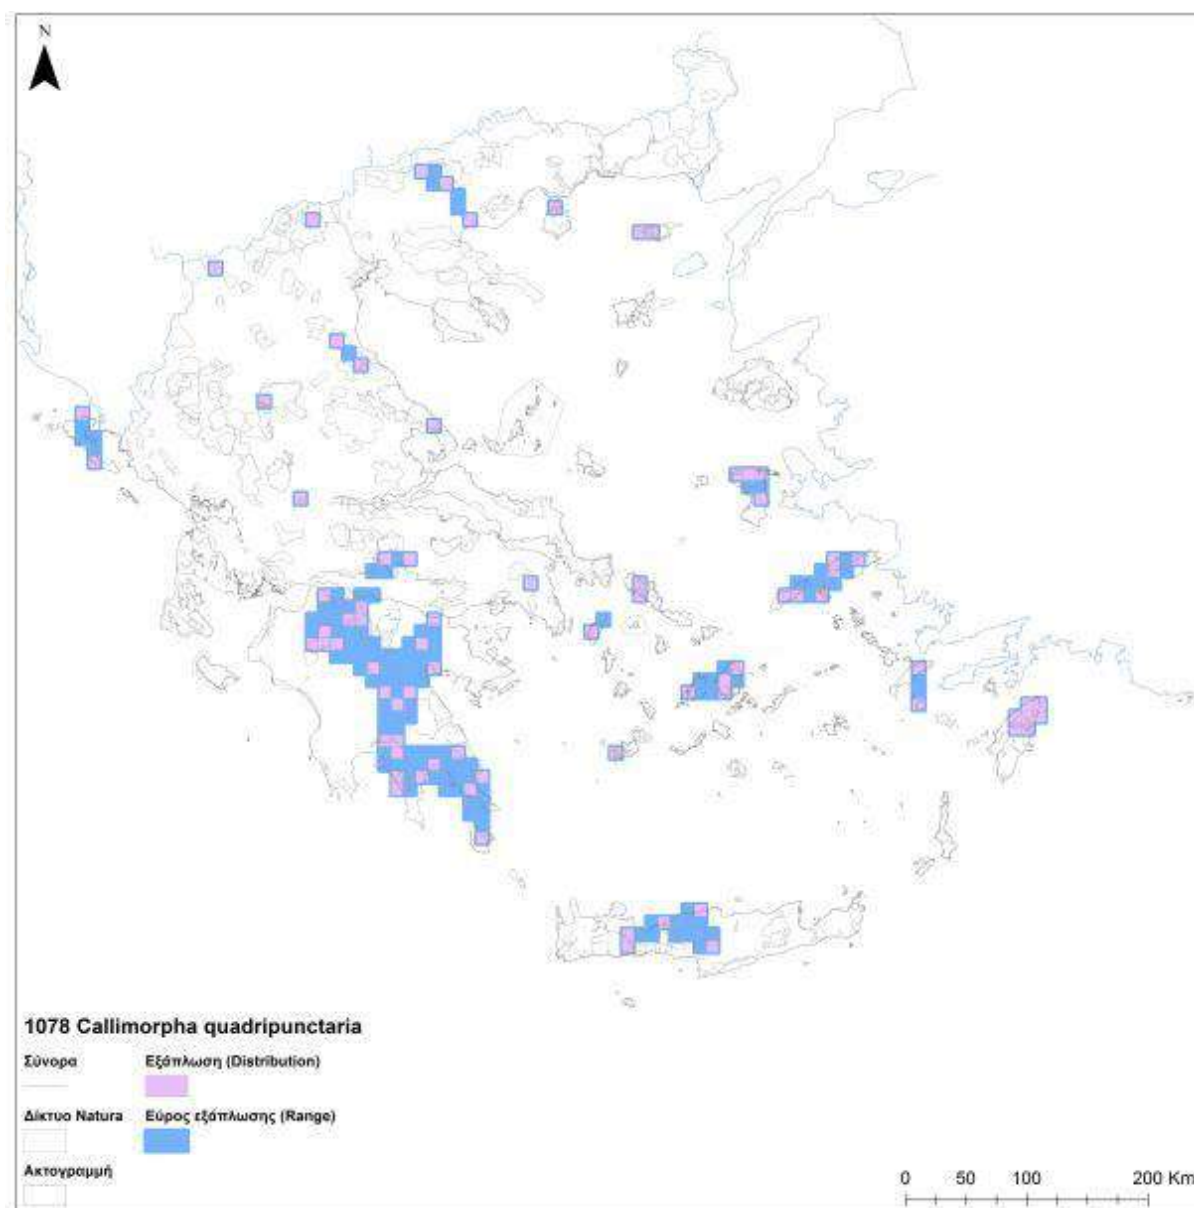 N
1078 Callimorpha quadripunctaria
Σύνορα Εξάπλωση (Distribution)
Δίκτυο Natura Εύρος εξάπλωσης (Range)
Ακτογραμμή
0 50 100 200 Km